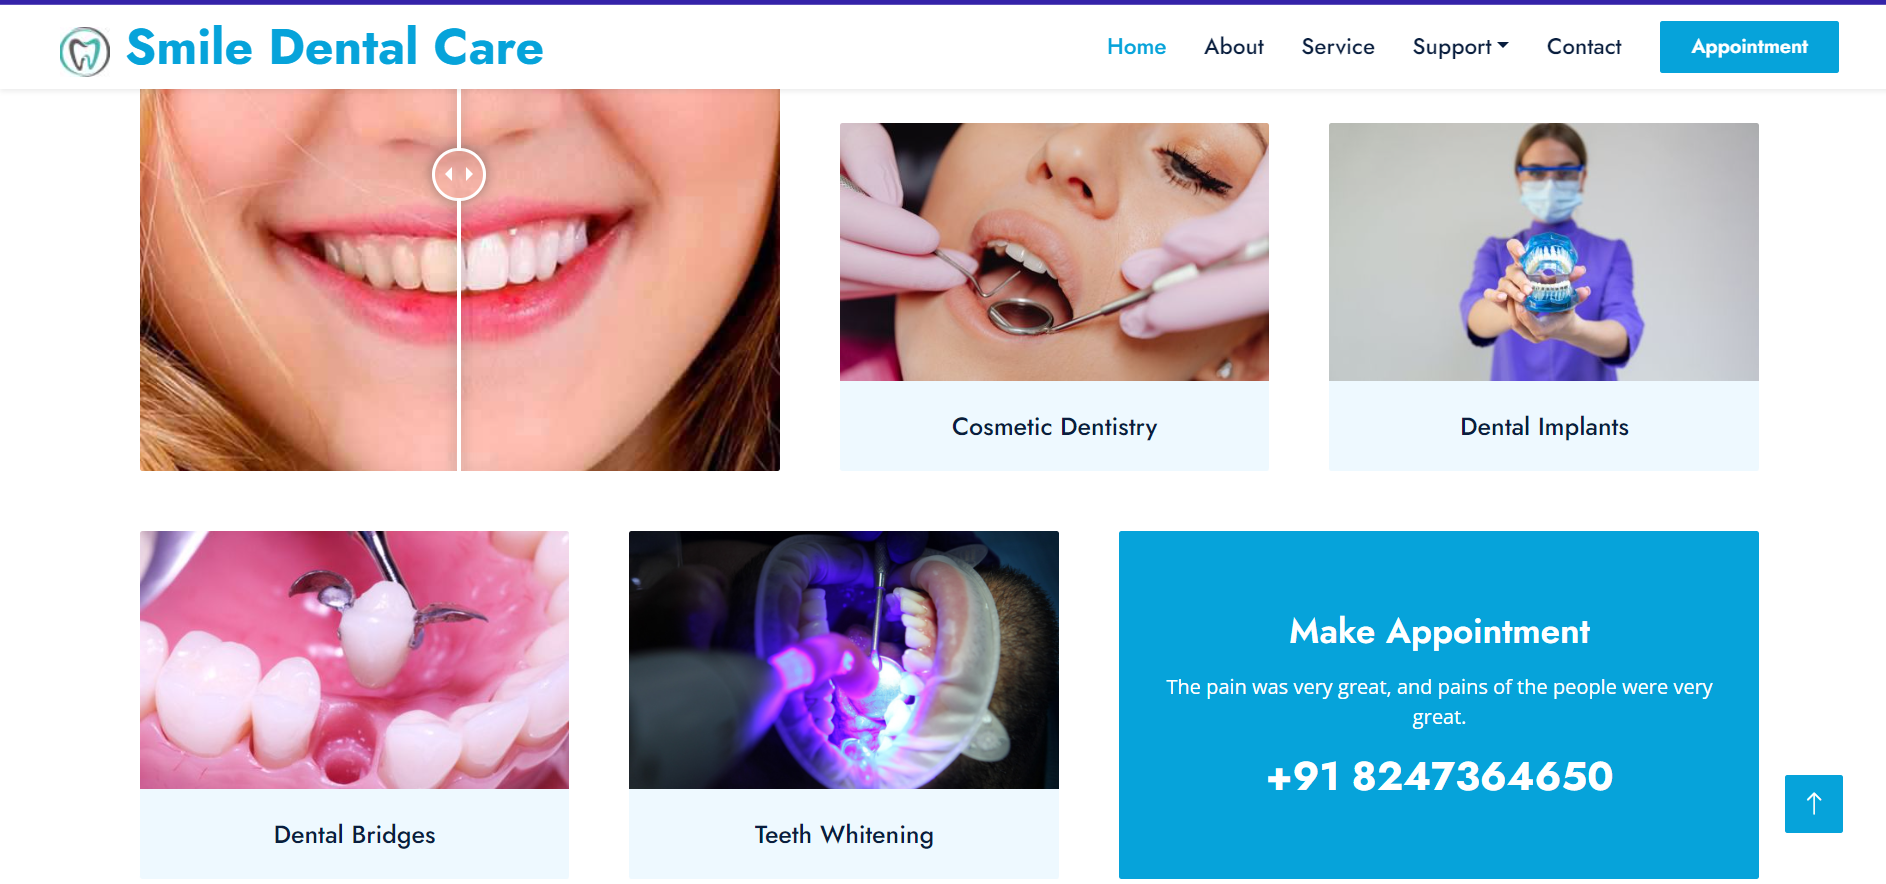 Smile Dental Care
Home About Service Support Contact Appointment
Cosmetic Dentistry
Dental Implants
Dental Bridges
Teeth Whitening
Make Appointment
The pain was very great, and pains of the people were very
great.
+91 8247364650